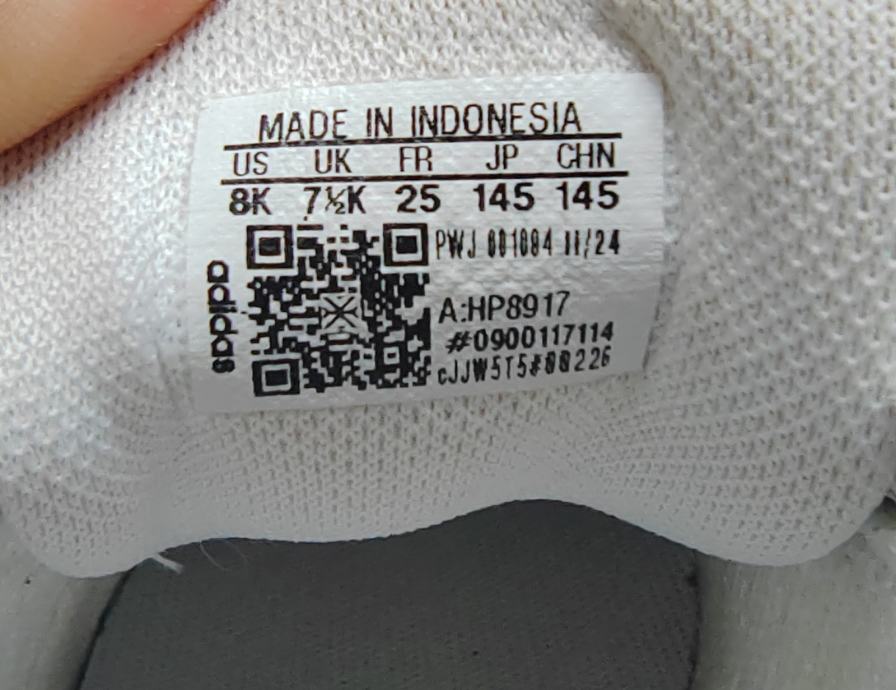 MADE IN INDONESIA
US UK FR JP CHN
8K 7½K 25 145 145
PWJ 001004 11/24
adidas
A:HP8917
#0900117114
cJJW5T5#00226